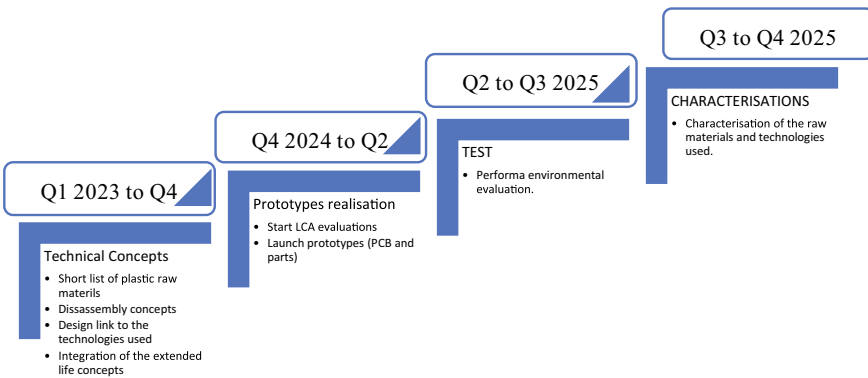 Q1 2023 to Q4
Technical Concepts
• Short list of plastic raw
materils
• Dissassembly concepts
• Design link to the
technologies used
• Integration of the extended
life concepts
Q4 2024 to Q2
Prototypes realisation
• Start LCA evaluations
• Launch prototypes (PCB and
parts)
Q2 to Q3 2025
TEST
• Performa environmental
evaluation.
Q3 to Q4 2025
CHARACTERISATIONS
• Characterisation of the raw
materials and technologies
used.